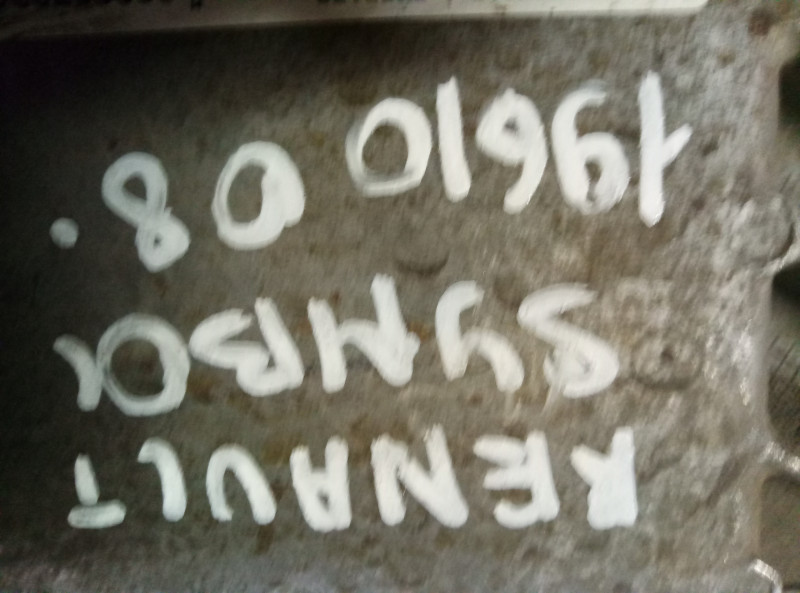 RENAULT
SYMBOL
19610 08.